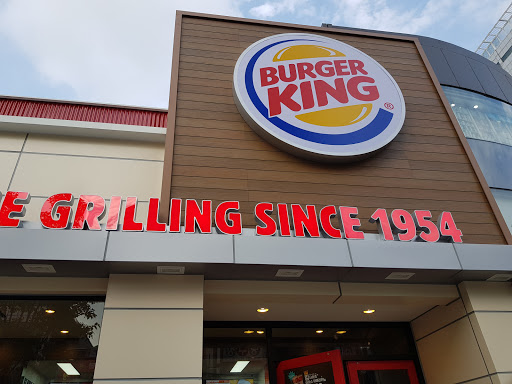 BURGER
KING
®
E GRILLING SINCE 1954